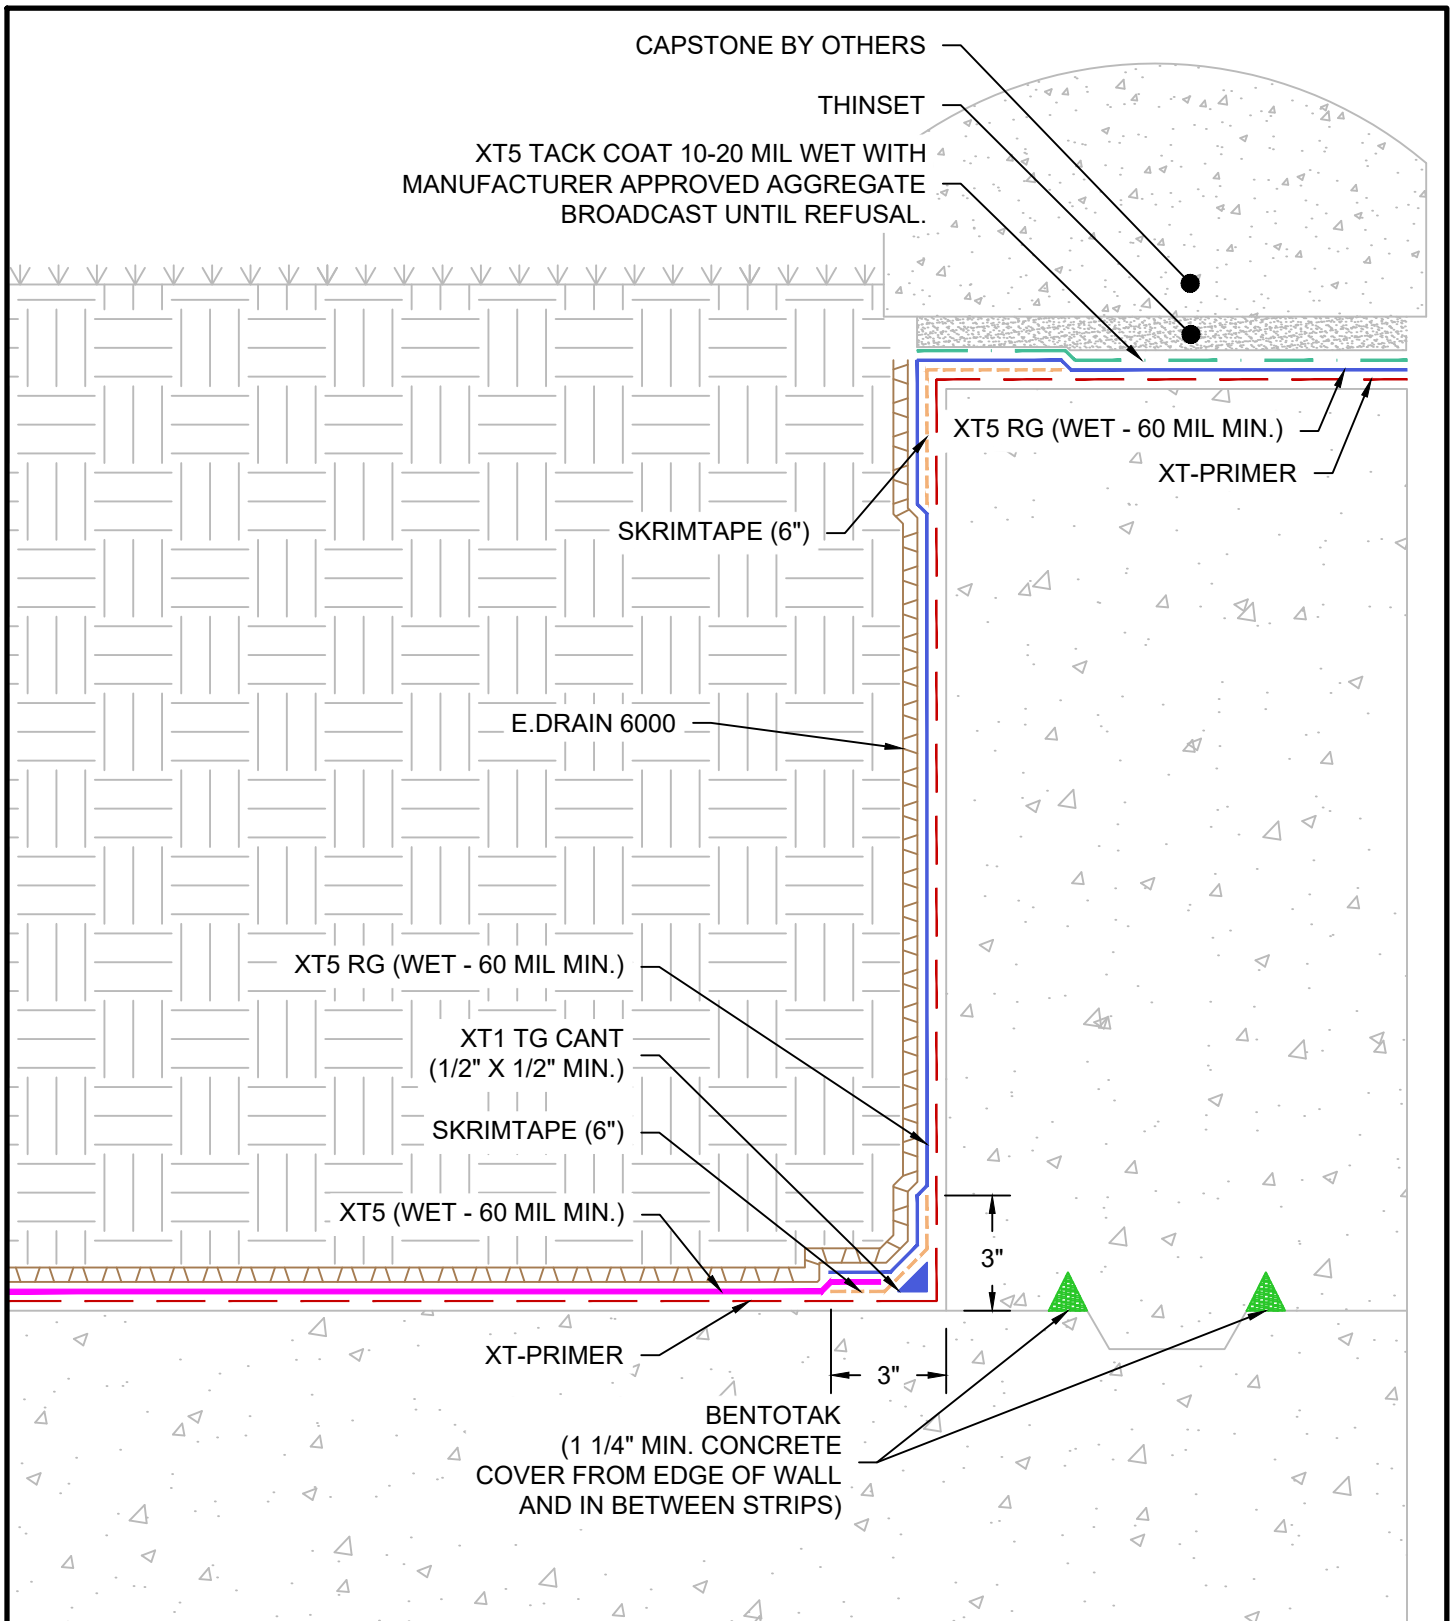 CAPSTONE BY OTHERS
THINSET
XT5 TACK COAT 10-20 MIL WET WITH
MANUFACTURER APPROVED AGGREGATE
BROADCAST UNTIL REFUSAL.
XT5 RG (WET - 60 MIL MIN.)
XT-PRIMER
SKRIMTAPE (6")
E.DRAIN 6000
XT5 RG (WET - 60 MIL MIN.)
XT1 TG CANT
(1/2" X 1/2" MIN.)
SKRIMTAPE (6")
XT5 (WET - 60 MIL MIN.)
3"
XT-PRIMER
3"
BENTOTAK
(1 1/4" MIN. CONCRETE
COVER FROM EDGE OF WALL
AND IN BETWEEN STRIPS)